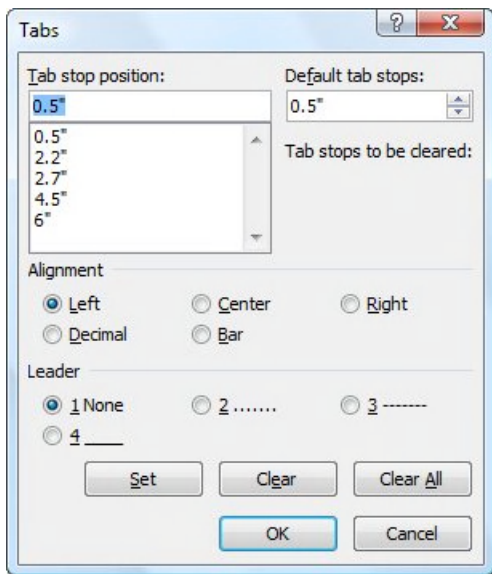 Tabs
Tab stop position:
Default tab stops:
0.5"
0.5"
0.5"
2.2"
2.7"
4.5"
6"
Tab stops to be cleared:
Alignment
Left Center Right
Decimal Bar
Leader
1 None 2 ....... 3 -------
4 ____
Set Clear Clear All
OK Cancel